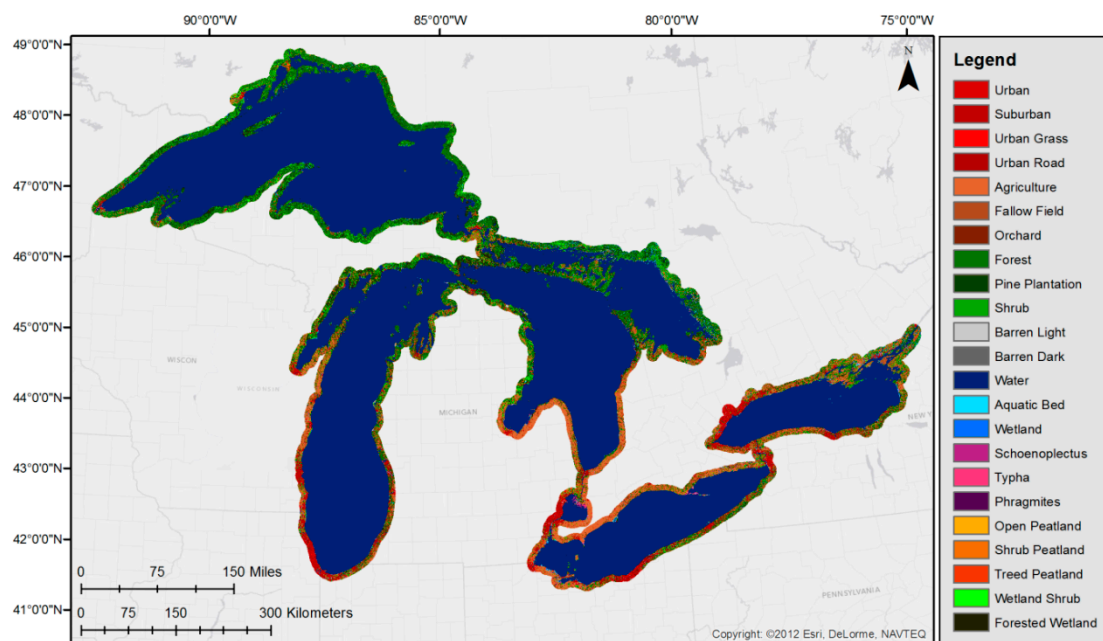 90°0'0"W 85°0'0"W 80°0'0"W 75°0'0"W
49°0'0"N
48°0'0"N
47°0'0"N
46°0'0"N
45°0'0"N
44°0'0"N
43°0'0"N
42°0'0"N
41°0'0"N
N
WISCON
WISCONSIN
MICHIGAN
NEW Y
PENNSYLVANIA
0 75 150 Miles
0 75 150 300 Kilometers
Copyright: ©2012 Esri, DeLorme, NAVTEQ
Legend
Urban
Suburban
Urban Grass
Urban Road
Agriculture
Fallow Field
Orchard
Forest
Pine Plantation
Shrub
Barren Light
Barren Dark
Water
Aquatic Bed
Wetland
Schoenoplectus
Typha
Phragmites
Open Peatland
Shrub Peatland
Treed Peatland
Wetland Shrub
Forested Wetland